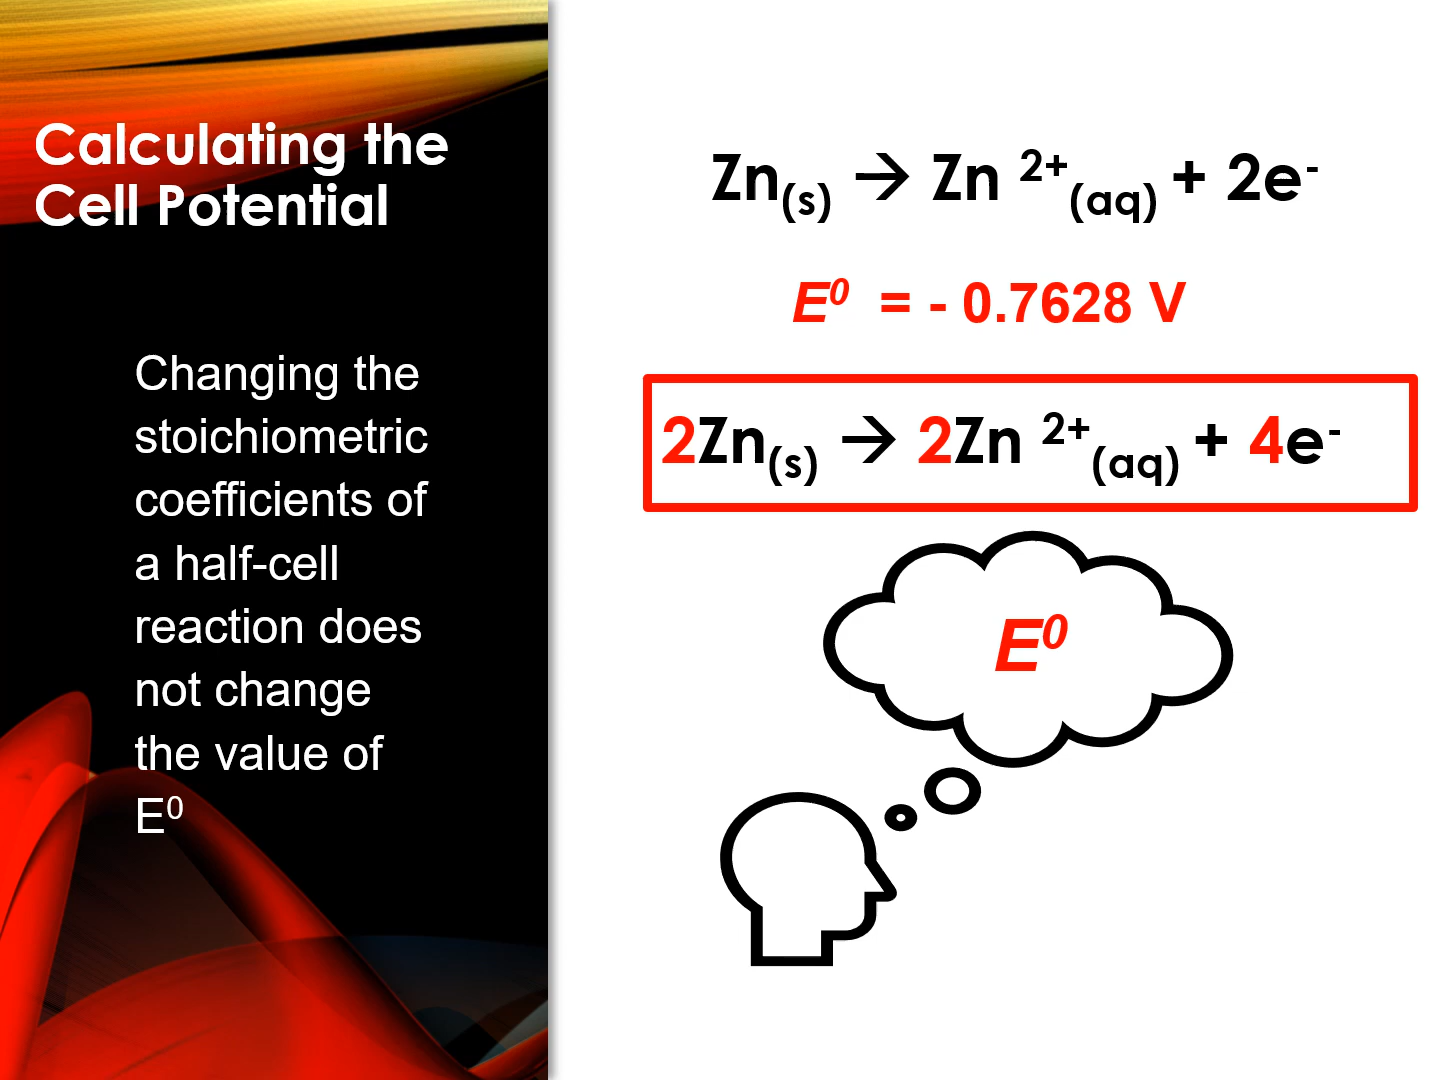 Calculating the
Cell Potential
Changing the
stoichiometric
coefficients of
a half-cell
reaction does
not change
the value of
E⁰
Zn₍ₛ₎ → Zn ²⁺(aq) + 2e⁻
E⁰ = - 0.7628 V
2Zn₍ₛ₎ → 2Zn ²⁺(aq) + 4e⁻
E⁰